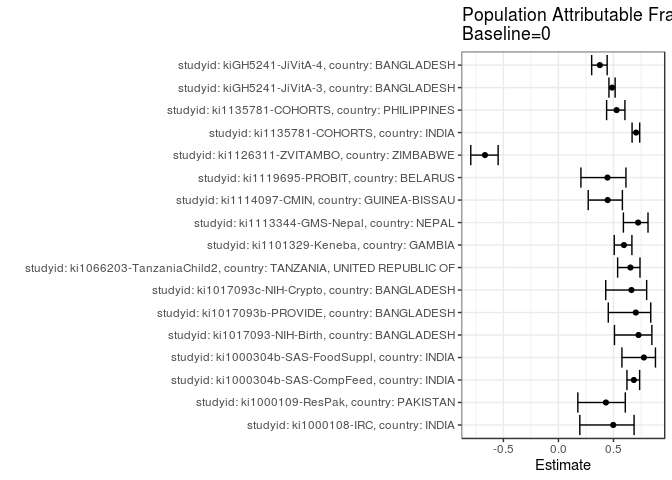 Population Attributable Fra
Baseline=0
studyid: kiGH5241-JiVitA-4, country: BANGLADESH
studyid: kiGH5241-JiVitA-3, country: BANGLADESH
studyid: ki1135781-COHORTS, country: PHILIPPINES
studyid: ki1135781-COHORTS, country: INDIA
studyid: ki1126311-ZVITAMBO, country: ZIMBABWE
studyid: ki1119695-PROBIT, country: BELARUS
studyid: ki1114097-CMIN, country: GUINEA-BISSAU
studyid: ki1113344-GMS-Nepal, country: NEPAL
studyid: ki1101329-Keneba, country: GAMBIA
studyid: ki1066203-TanzaniaChild2, country: TANZANIA, UNITED REPUBLIC OF
studyid: ki1017093c-NIH-Crypto, country: BANGLADESH
studyid: ki1017093b-PROVIDE, country: BANGLADESH
studyid: ki1017093-NIH-Birth, country: BANGLADESH
studyid: ki1000304b-SAS-FoodSuppl, country: INDIA
studyid: ki1000304b-SAS-CompFeed, country: INDIA
studyid: ki1000109-ResPak, country: PAKISTAN
studyid: ki1000108-IRC, country: INDIA
-0.5 0.0 0.5
Estimate